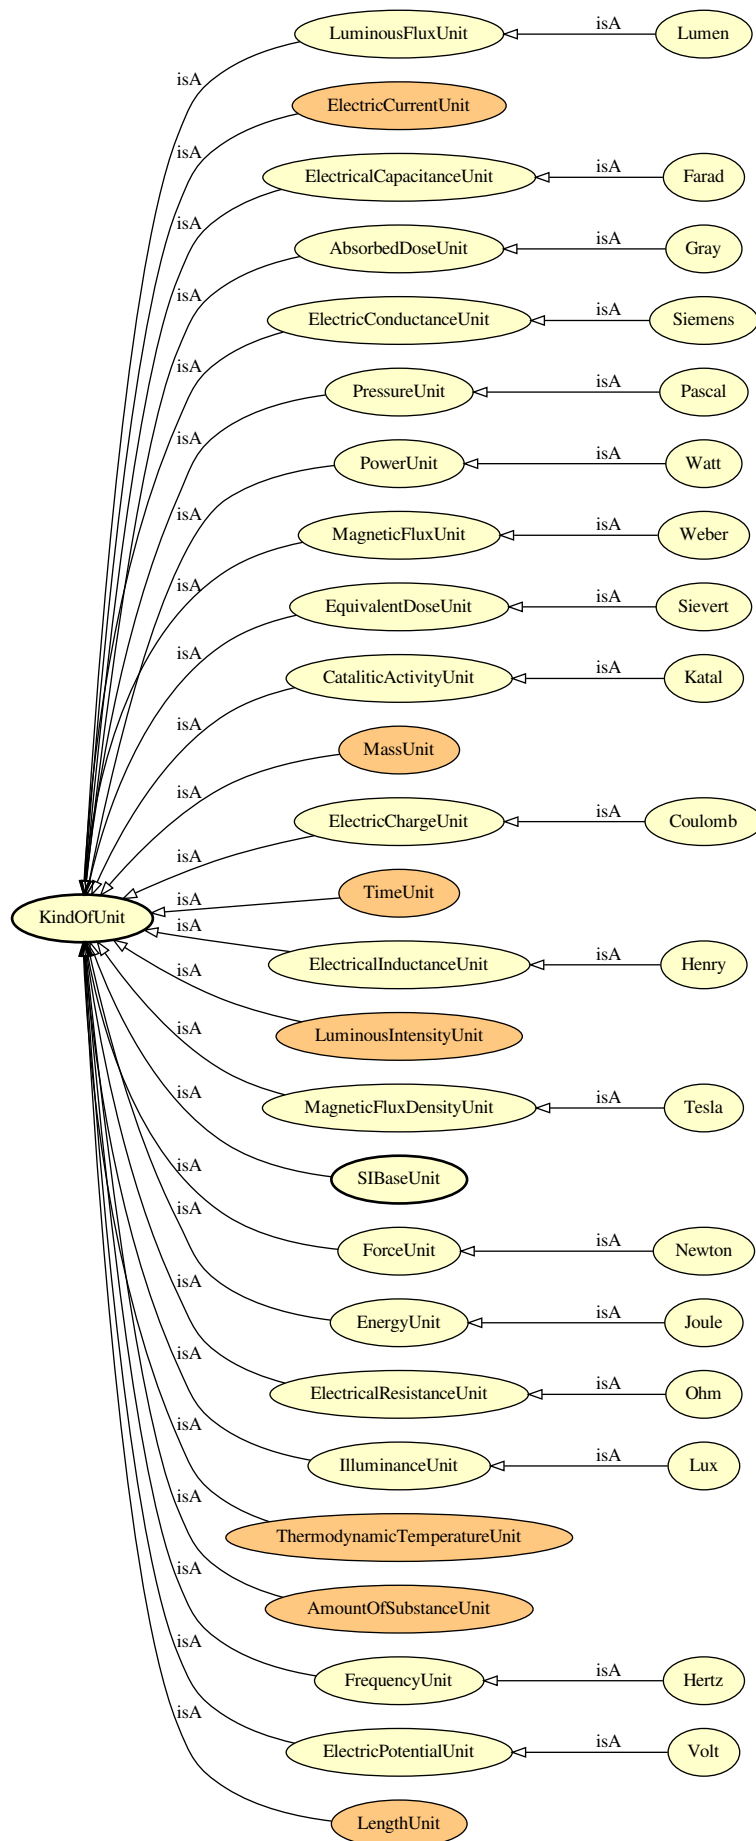 LuminousFluxUnit isA Lumen
isA
ElectricCurrentUnit
isA
ElectricalCapacitanceUnit isA Farad
isA
AbsorbedDoseUnit isA Gray
isA
ElectricConductanceUnit isA Siemens
isA
PressureUnit isA Pascal
isA
PowerUnit isA Watt
isA
MagneticFluxUnit isA Weber
isA
EquivalentDoseUnit isA Sievert
isA
CataliticActivityUnit isA Katal
isA
MassUnit
isA
ElectricChargeUnit isA Coulomb
isA
TimeUnit
isA
KindOfUnit
isA
ElectricalInductanceUnit isA Henry
isA
LuminousIntensityUnit
isA
MagneticFluxDensityUnit isA Tesla
isA
SIBaseUnit
isA
ForceUnit isA Newton
isA
EnergyUnit isA Joule
isA
ElectricalResistanceUnit isA Ohm
isA
IlluminanceUnit isA Lux
isA
ThermodynamicTemperatureUnit
isA
AmountOfSubstanceUnit
isA
FrequencyUnit isA Hertz
isA
ElectricPotentialUnit isA Volt
isA
LengthUnit